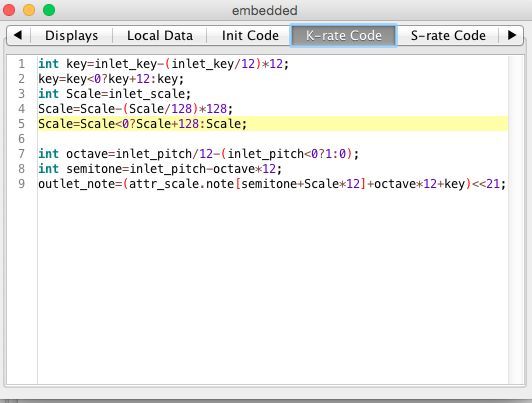 embedded
Displays Local Data Init Code K-rate Code S-rate Code
1 int key=inlet_key-(inlet_key/12)*12;
2 key=key<0?key+12:key;
3 int Scale=inlet_scale;
4 Scale=Scale-(Scale/128)*128;
5 Scale=Scale<0?Scale+128:Scale;
6
7 int octave=inlet_pitch/12-(inlet_pitch<0?1:0);
8 int semitone=inlet_pitch-octave*12;
9 outlet_note=(attr_scale.note[semitone+Scale*12]+octave*12+key)<<21;